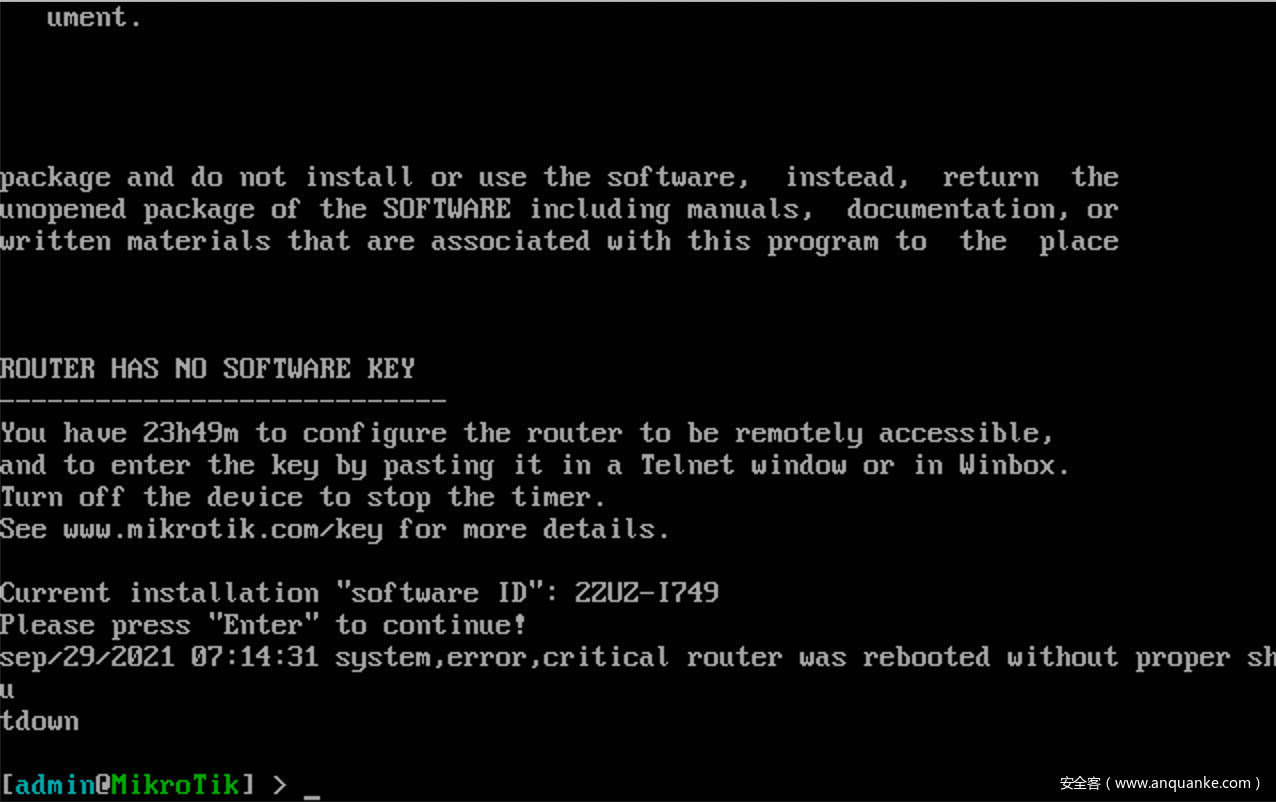 ument.
package and do not install or use the software,  instead,  return  the
unopened package of the SOFTWARE including manuals,  documentation, or
written materials that are associated with this program to  the  place
ROUTER HAS NO SOFTWARE KEY
----------------------------
You have 23h49m to configure the router to be remotely accessible,
and to enter the key by pasting it in a Telnet window or in Winbox.
Turn off the device to stop the timer.
See www.mikrotik.com/key for more details.
Current installation "software ID": 2ZUZ-I749
Please press "Enter" to continue!
sep/29/2021 07:14:31 system,error,critical router was rebooted without proper sh
u
tdown
[admin@MikroTik] > _
安全客（www.anquanke.com）